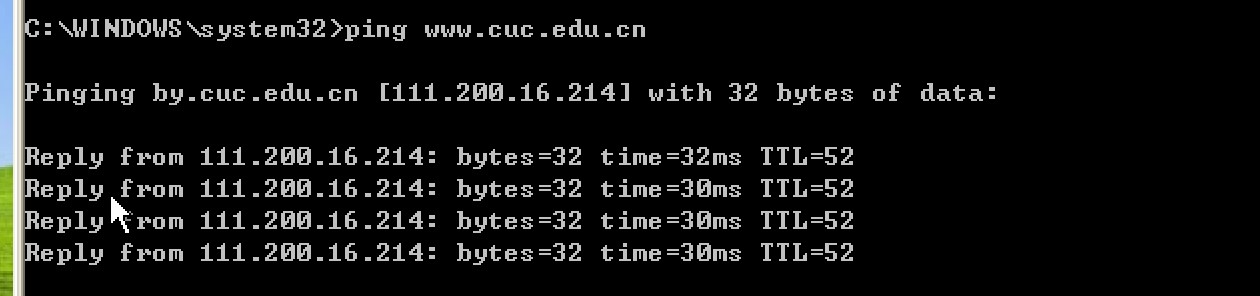 C:\WINDOWS\system32>ping www.cuc.edu.cn
Pinging by.cuc.edu.cn [111.200.16.214] with 32 bytes of data:
Reply from 111.200.16.214: bytes=32 time=32ms TTL=52
Reply from 111.200.16.214: bytes=32 time=30ms TTL=52
Reply from 111.200.16.214: bytes=32 time=30ms TTL=52
Reply from 111.200.16.214: bytes=32 time=30ms TTL=52